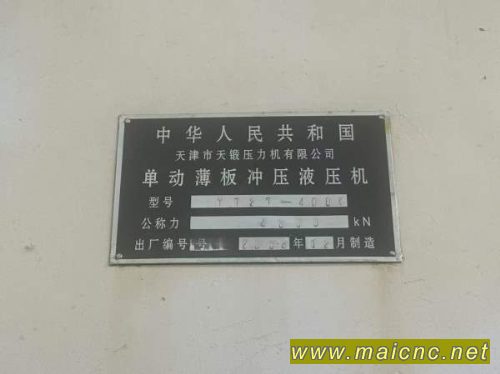 中华人民共和国
天津市天锻压力机有限公司
单动薄板冲压液压机
型号
公称力 kN
出厂编号 年12月制造
www.maicnc.net